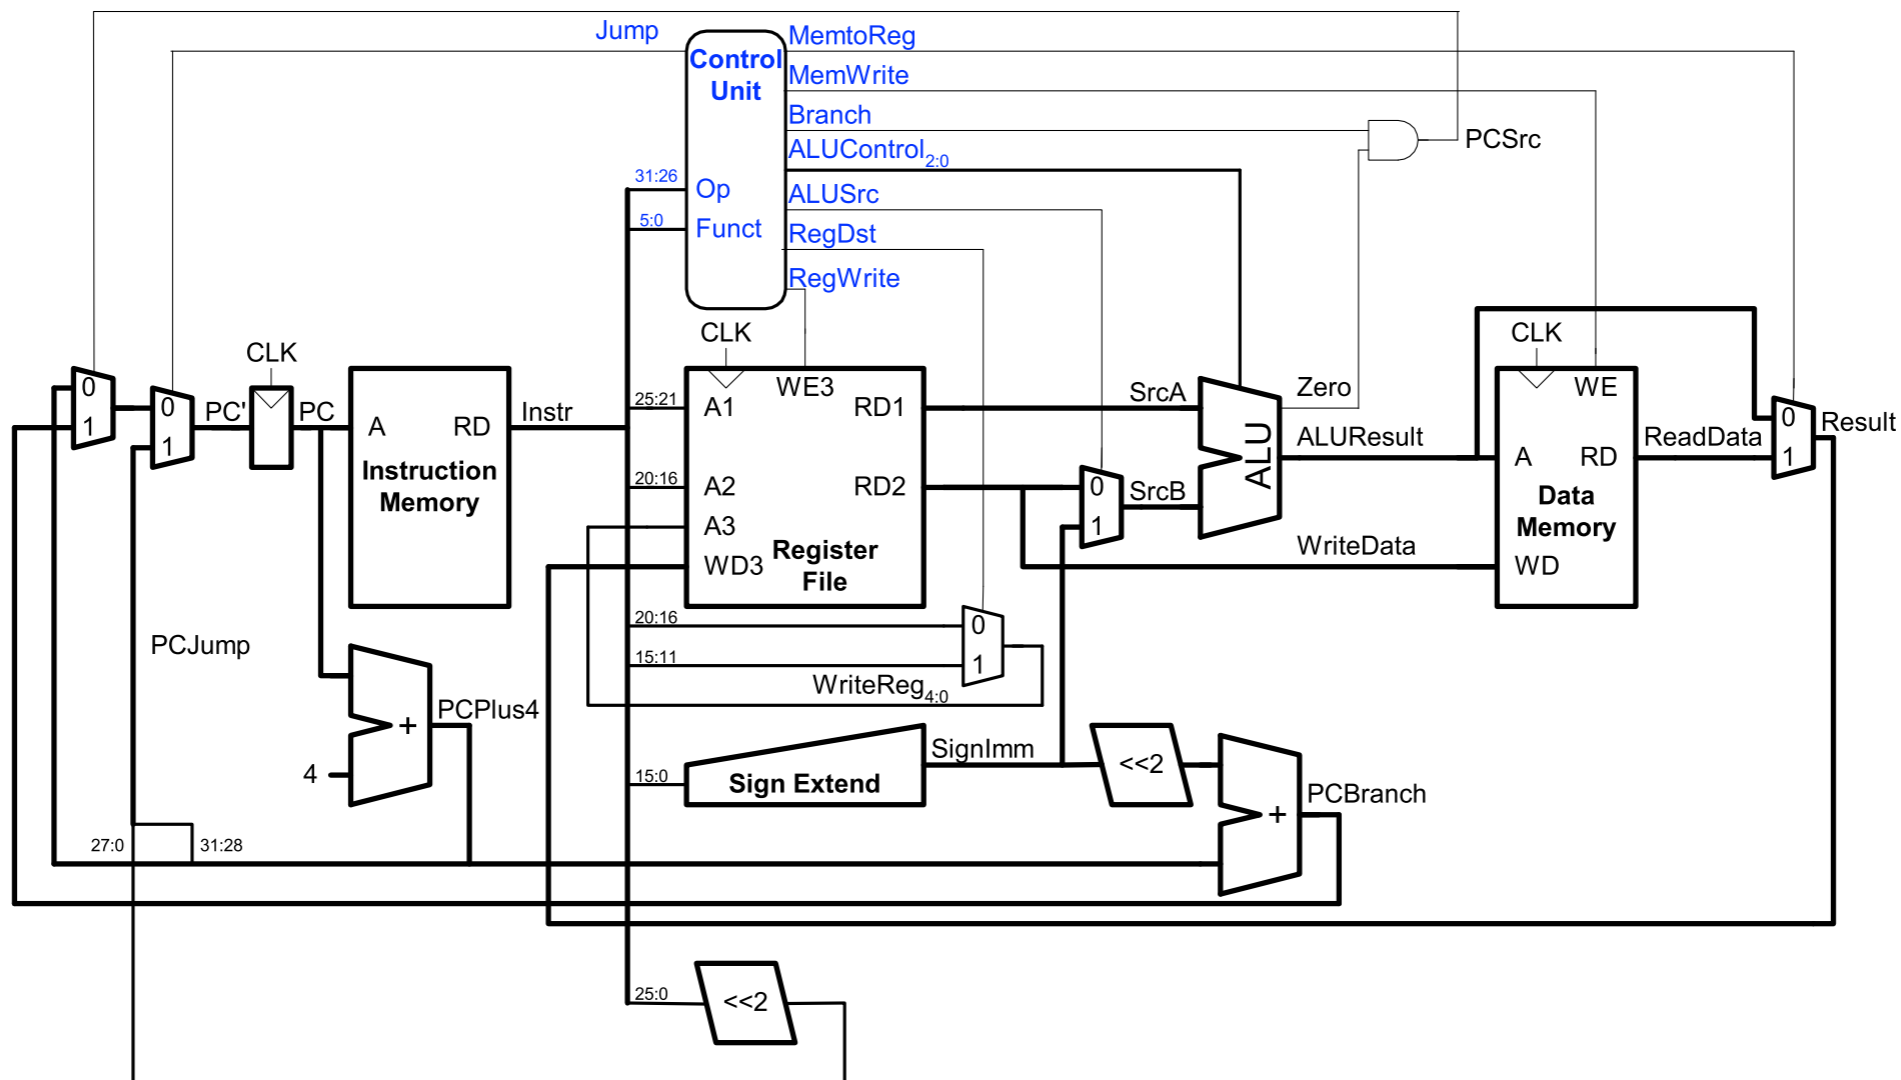 Jump
Control
Unit
MemtoReg
MemWrite
Branch
ALUControl2:0
ALUSrc
RegDst
RegWrite
PCSrc
31:26
Op
5:0
Funct
CLK
CLK
CLK
0
1
0
1
PC'
PC
A
RD
Instruction
Memory
Instr
25:21
A1
WE3
RD1
20:16
A2
RD2
A3
WD3
Register
File
SrcA
0
1
SrcB
ALU
Zero
ALUResult
WriteData
WE
A
RD
Data
Memory
WD
ReadData
0
1
Result
20:16
0
15:11
1
WriteReg4:0
PCJump
+
4
PCPlus4
15:0
Sign Extend
SignImm
<<2
+
PCBranch
27:0
31:28
25:0
<<2